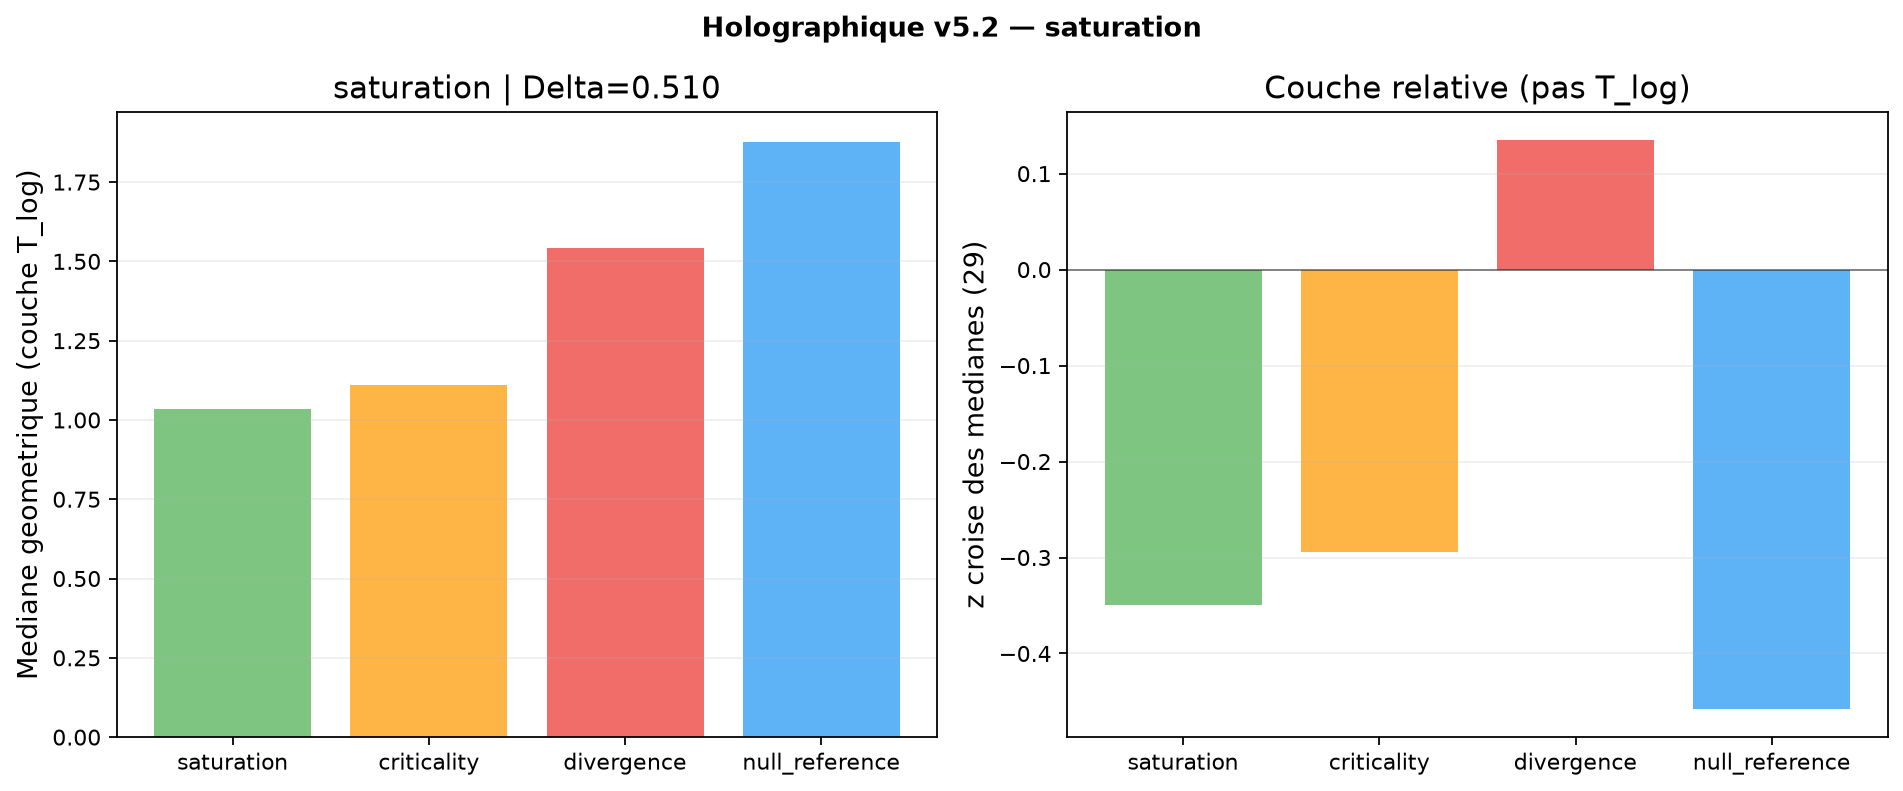 Holographique v5.2 — saturation
saturation | Delta=0.510
Mediane geometrique (couche T_log)
1.75
1.50
1.25
1.00
0.75
0.50
0.25
0.00
saturation
criticality
divergence
null_reference
Couche relative (pas T_log)
z croise des medianes (29)
0.1
0.0
−0.1
−0.2
−0.3
−0.4
saturation
criticality
divergence
null_reference